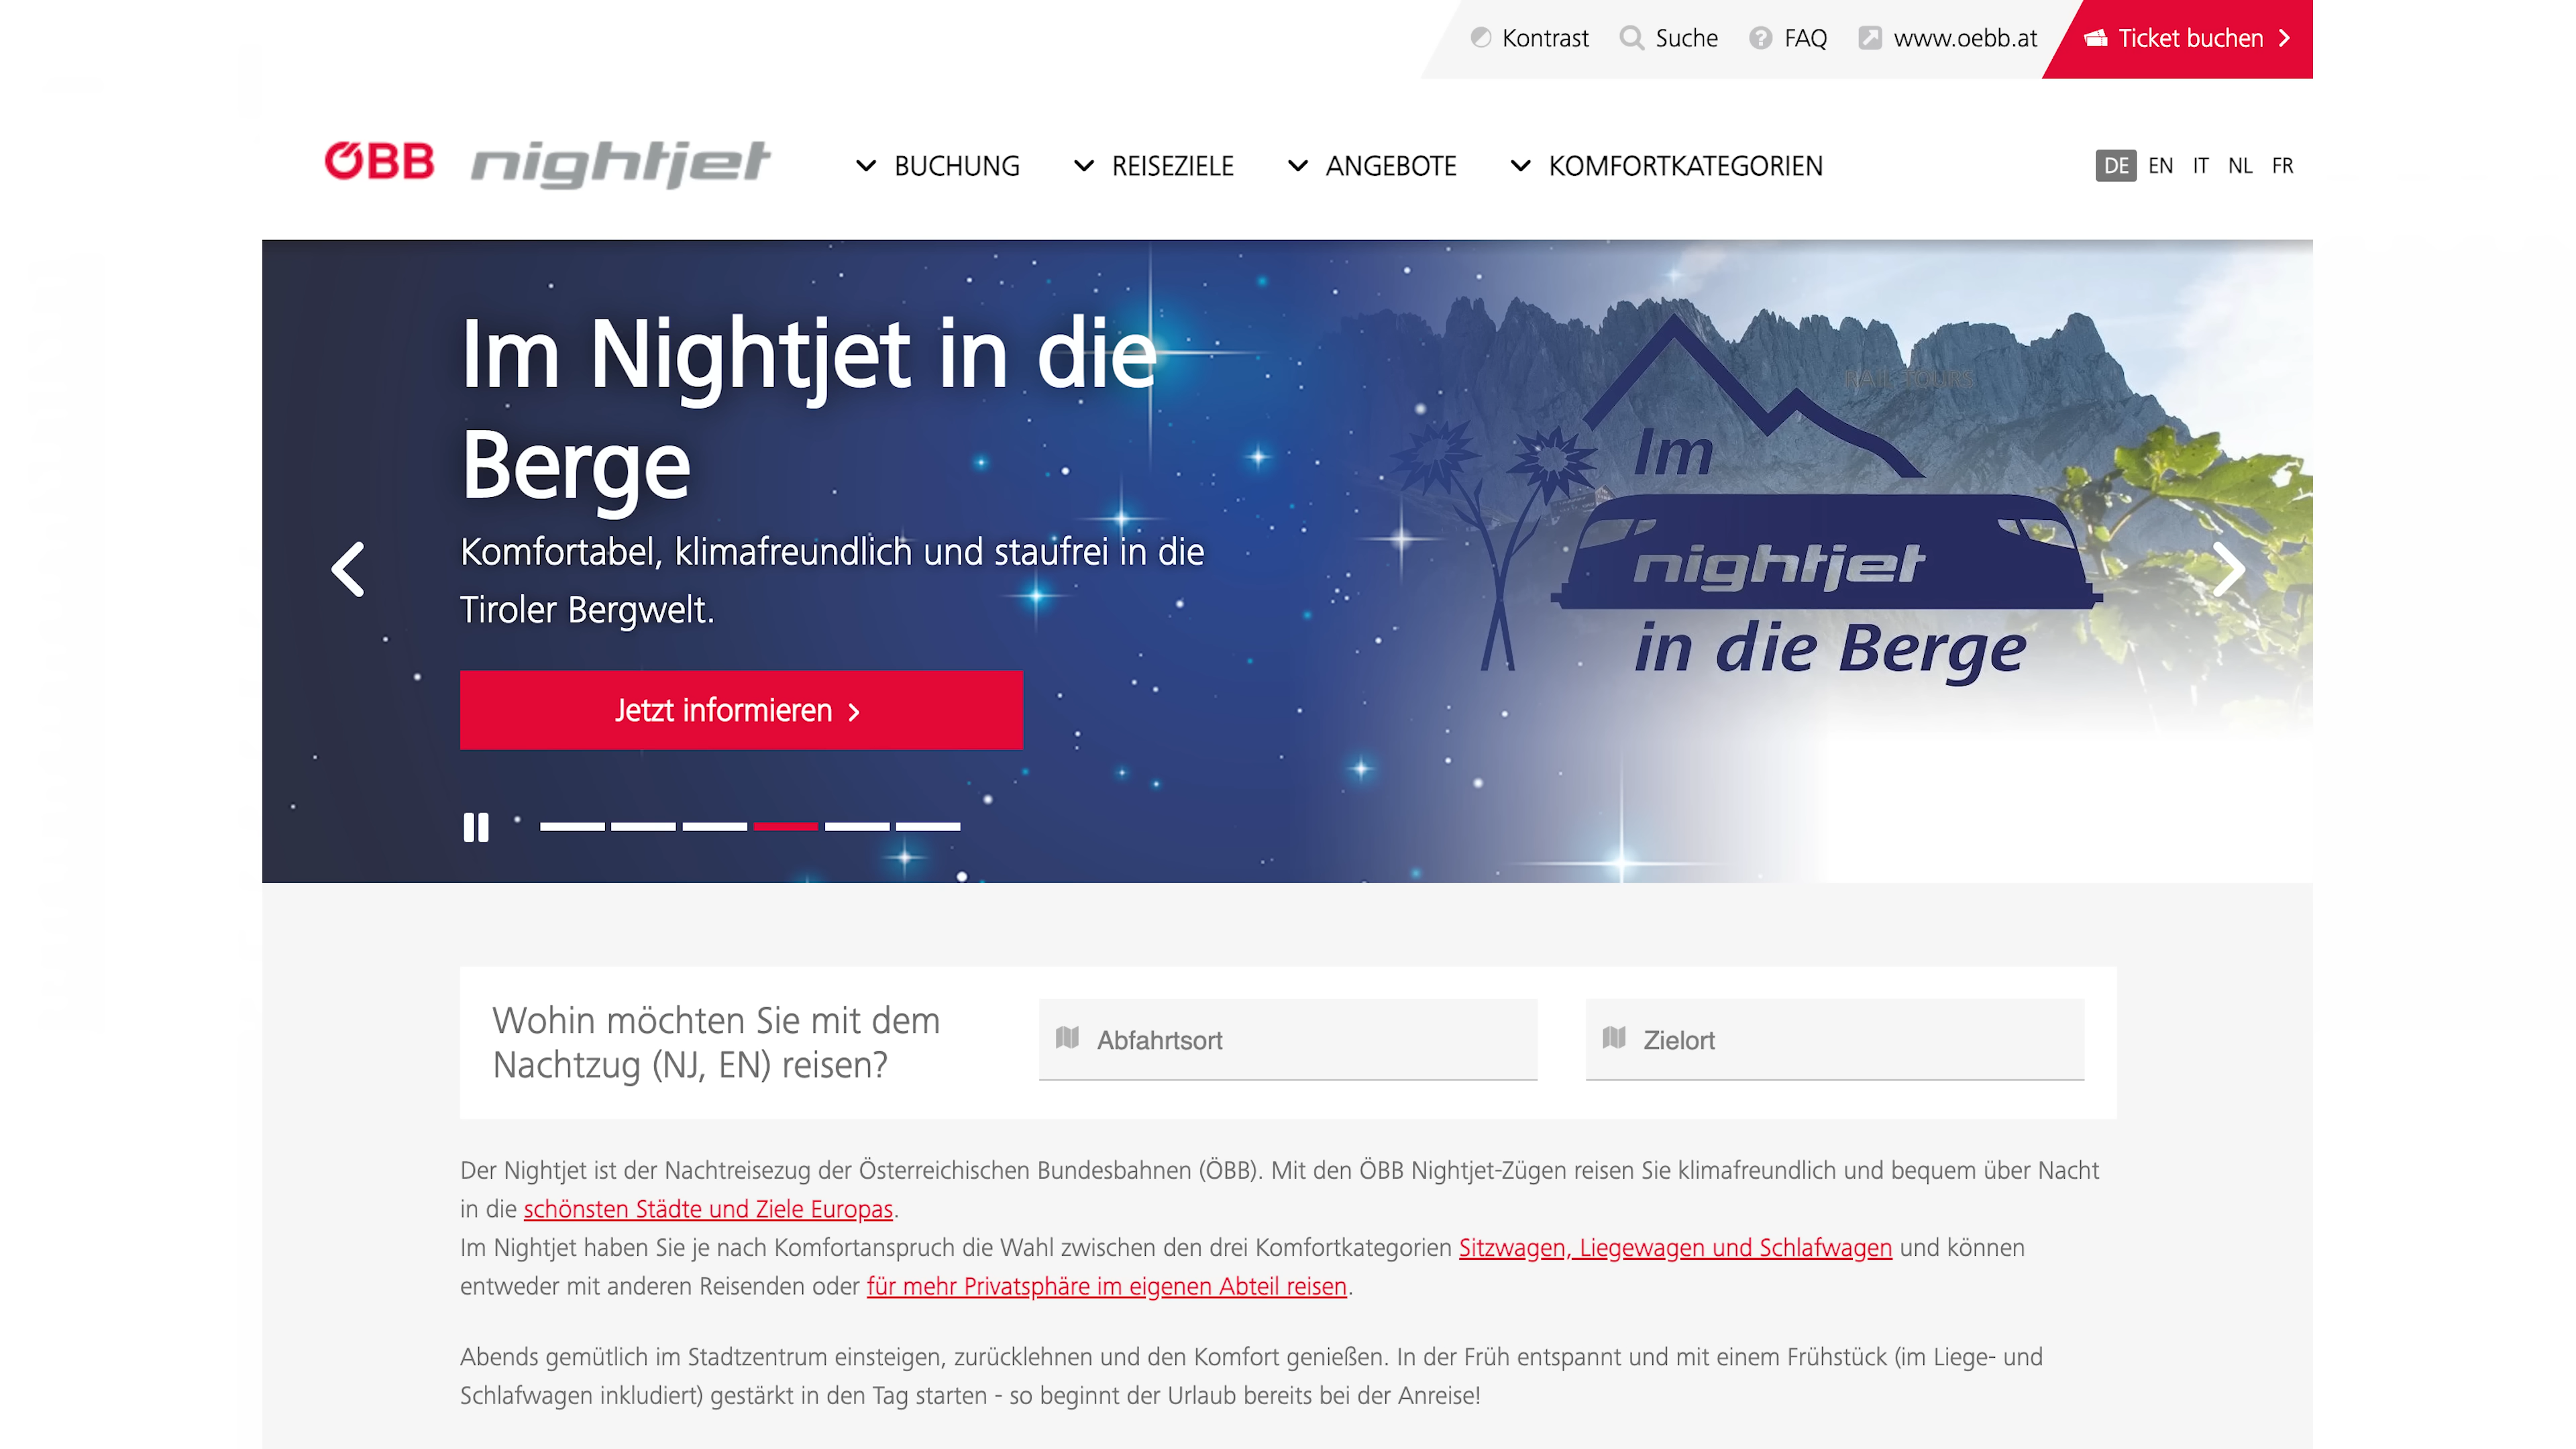 Kontrast Suche FAQ www.oebb.at Ticket buchen
ÖBB nightjet BUCHUNG REISEZIELE ANGEBOTE KOMFORTKATEGORIEN DE EN IT NL FR
Im Nightjet in die
Berge
Komfortabel, klimafreundlich und staufrei in die
Tiroler Bergwelt.
Jetzt informieren
RAIL TOURS
Im
nightjet
in die Berge
Wohin möchten Sie mit dem
Nachtzug (NJ, EN) reisen?
Abfahrtsort
Zielort
Der Nightjet ist der Nachtreisezug der Österreichischen Bundesbahnen (ÖBB). Mit den ÖBB Nightjet-Zügen reisen Sie klimafreundlich und bequem über Nacht
in die schönsten Städte und Ziele Europas.
Im Nightjet haben Sie je nach Komfortanspruch die Wahl zwischen den drei Komfortkategorien Sitzwagen, Liegewagen und Schlafwagen und können
entweder mit anderen Reisenden oder für mehr Privatsphäre im eigenen Abteil reisen.
Abends gemütlich im Stadtzentrum einsteigen, zurücklehnen und den Komfort genießen. In der Früh entspannt und mit einem Frühstück (im Liege- und
Schlafwagen inkludiert) gestärkt in den Tag starten - so beginnt der Urlaub bereits bei der Anreise!